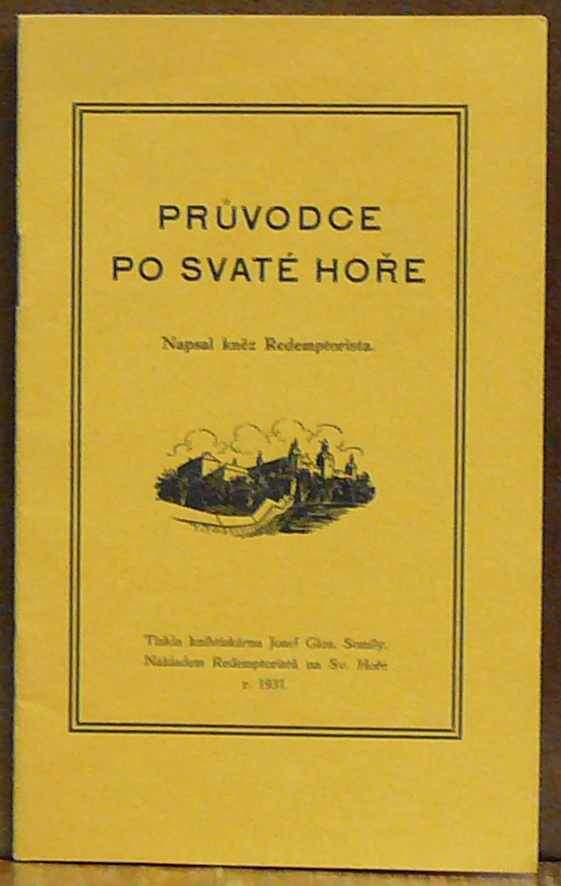 PRŮVODCE
PO SVATÉ HOŘE
Napsal kněz Redemptorista.
Tiskla knihtiskárna Josef Glos, Semily.
Nákladem Redemptoristů na Sv. Hoře
r. 1931.